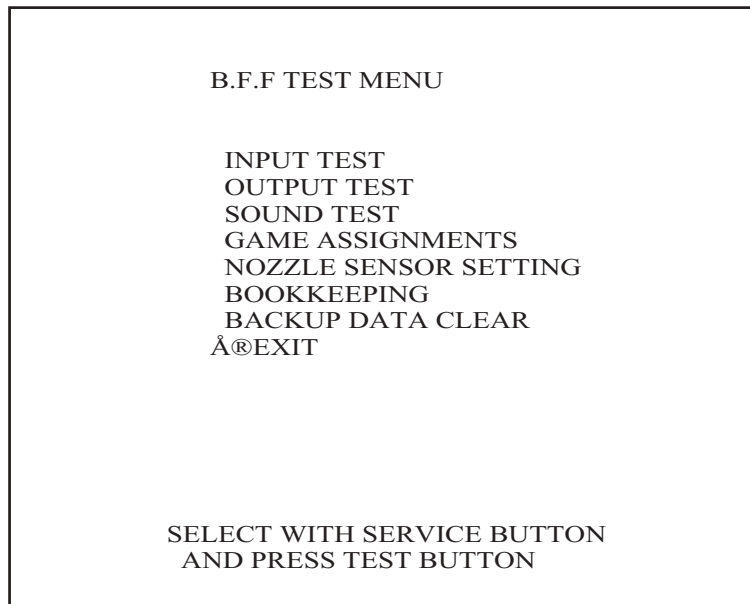 B.F.F TEST MENU
INPUT TEST
OUTPUT TEST
SOUND TEST
GAME ASSIGNMENTS
NOZZLE SENSOR SETTING
BOOKKEEPING
BACKUP DATA CLEAR
Å®EXIT
SELECT WITH SERVICE BUTTON
AND PRESS TEST BUTTON